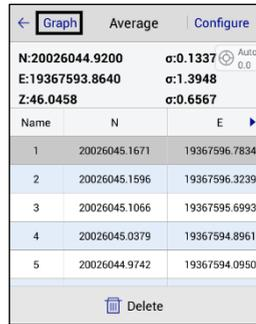 ← Graph Average Configure
N:20026044.9200 σ:0.1337 Auto
0.0
E:19367593.8640 σ:1.3948
Z:46.0458 σ:0.6567
Name N E
1 20026045.1671 19367596.7834
2 20026045.1596 19367596.3239
3 20026045.1066 19367595.6993
4 20026045.0379 19367594.8961
5 20026044.9742 19367594.0950
Delete